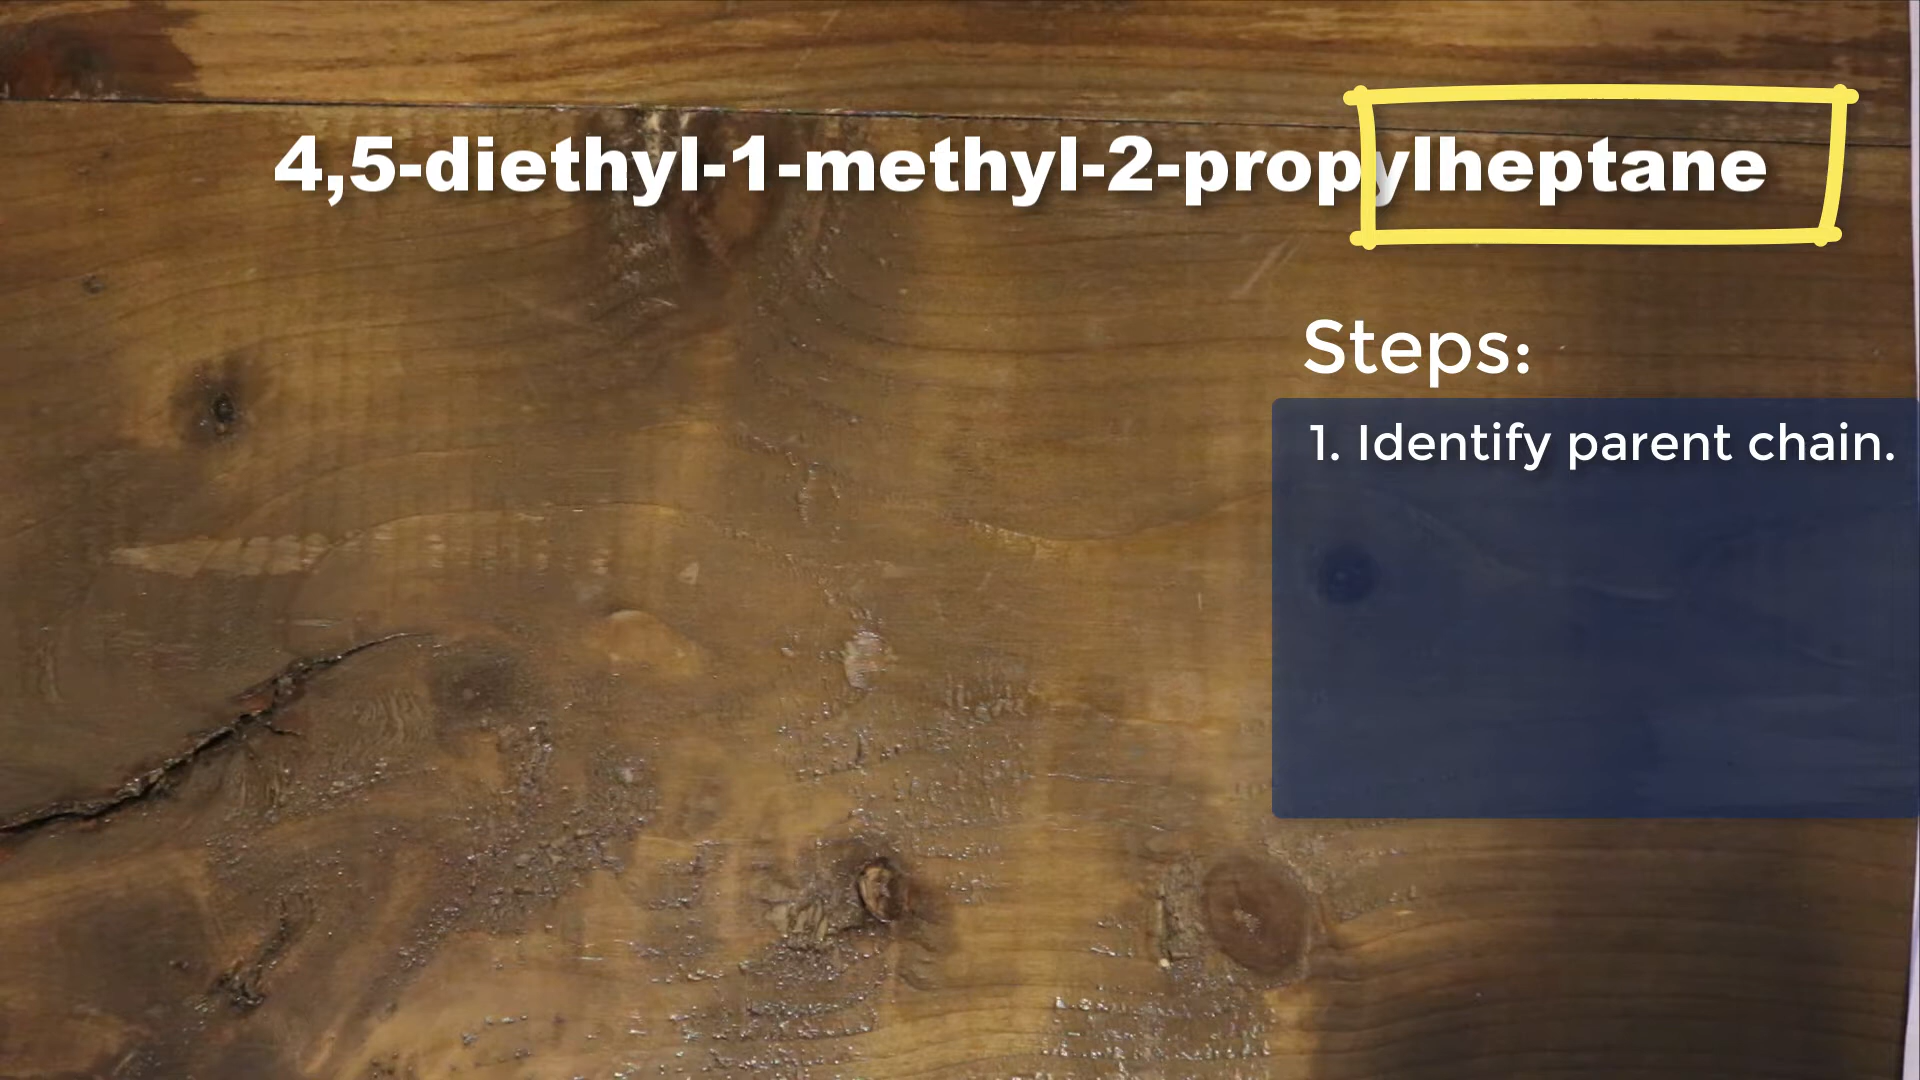 4,5-diethyl-1-methyl-2-propylheptane
Steps:
1. Identify parent chain.